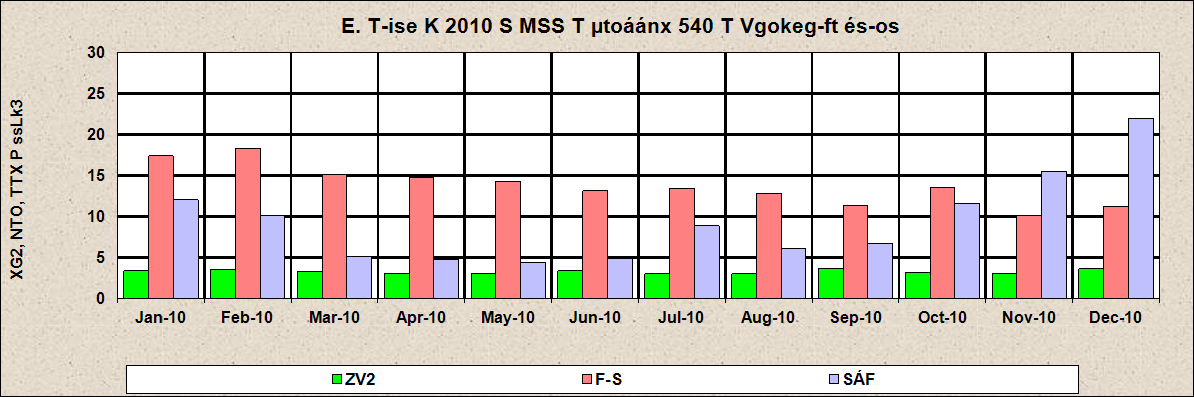 E. T-ise K 2010 S MSS T µtoáánx 540 T Vgokeg-ft és-os
XG2, NTO, TTX P ssLk3
30
25
20
15
10
5
0
Jan-10 Feb-10 Mar-10 Apr-10 May-10 Jun-10 Jul-10 Aug-10 Sep-10 Oct-10 Nov-10 Dec-10
ZV2 F-S SÁF